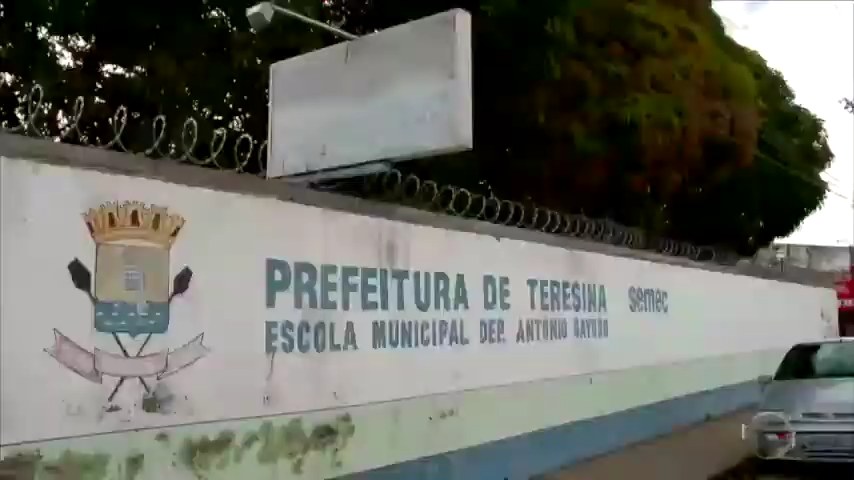 PREFEITURA DE TERESINA semec
ESCOLA MUNICIPAL DEP. ANTONIO GAYOSO